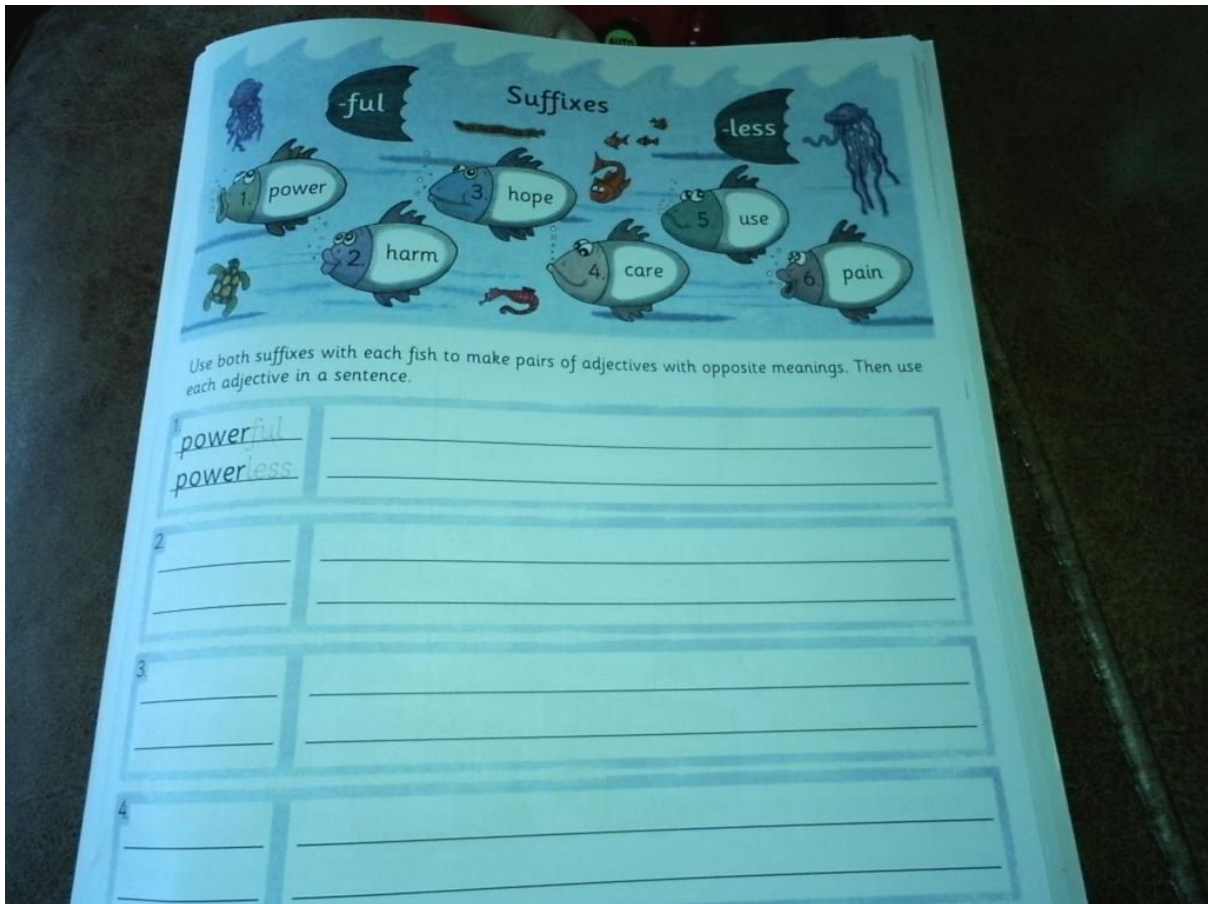 AUTO
Suffixes
-ful
-less
1. power
2. harm
3. hope
4. care
5. use
6. pain
Use both suffixes with each fish to make pairs of adjectives with opposite meanings. Then use
each adjective in a sentence.
1. powerful
powerless
2.
3.
4.